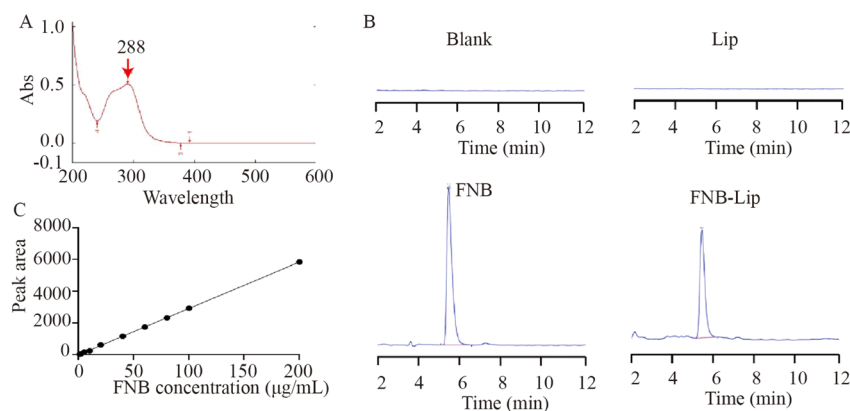 A
288
1.0
0.5
0.0
-0.1
Abs
200 300 400 500 600
Wavelength
B
Blank
2 4 6 8 10 12
Time (min)
Lip
2 4 6 8 10 12
Time (min)
C
8000
6000
4000
2000
0
Peak area
0 50 100 150 200
FNB concentration (μg/mL)
FNB
2 4 6 8 10 12
Time (min)
FNB-Lip
2 4 6 8 10 12
Time (min)